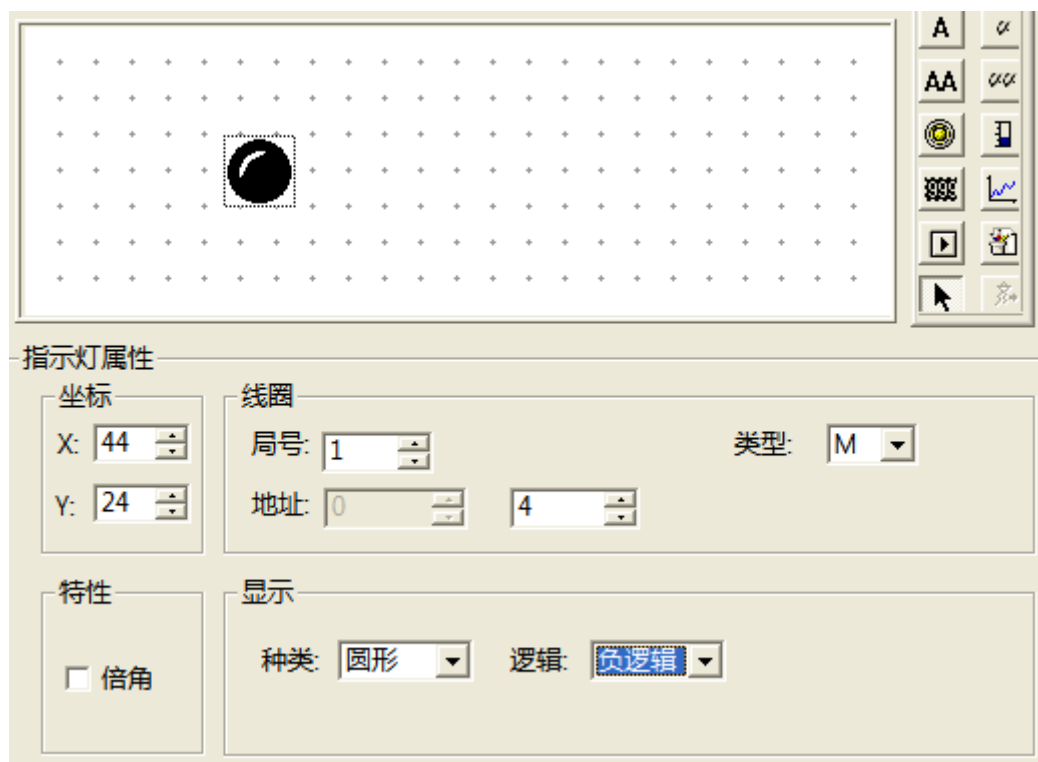 A α
AA αα
指示灯属性
坐标 线圈
X: 44 局号: 1 类型: M
Y: 24 地址: 0 4
特性 显示
倍角 种类: 圆形 逻辑: 负逻辑